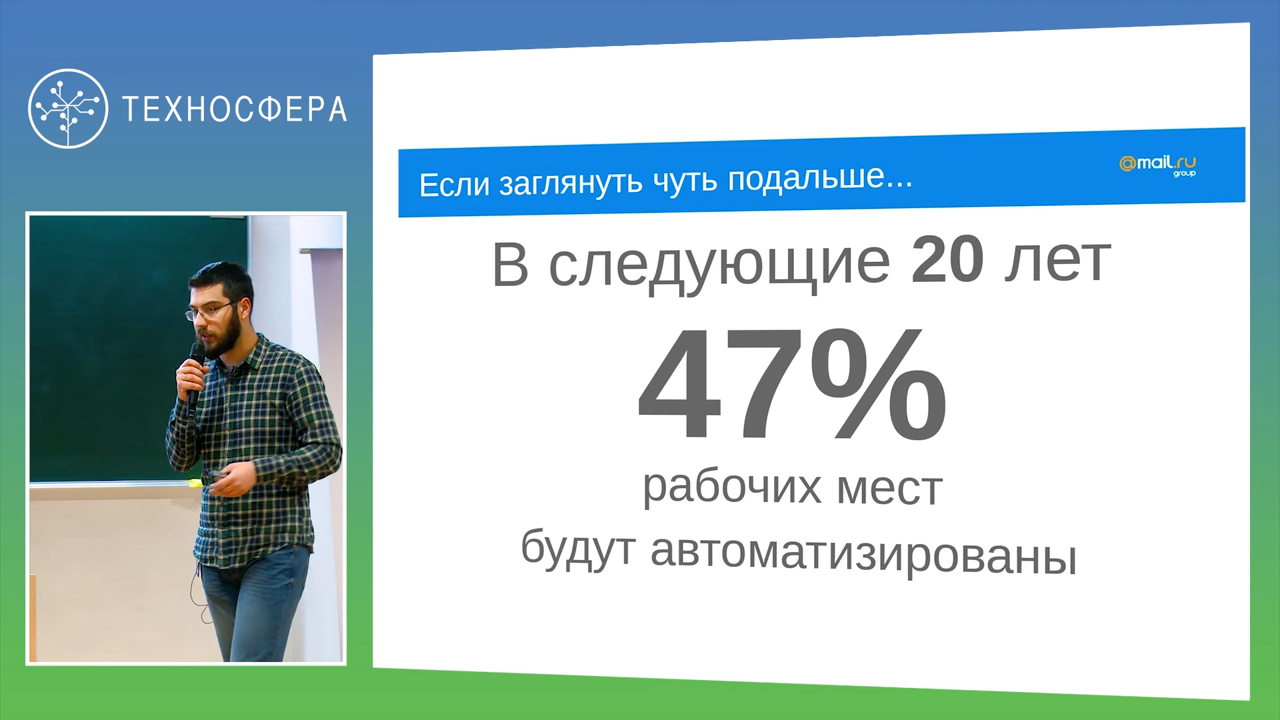 ТЕХНОСФЕРА
Если заглянуть чуть подальше...
@mail.ru
group
В следующие 20 лет
47%
рабочих мест
будут автоматизированы